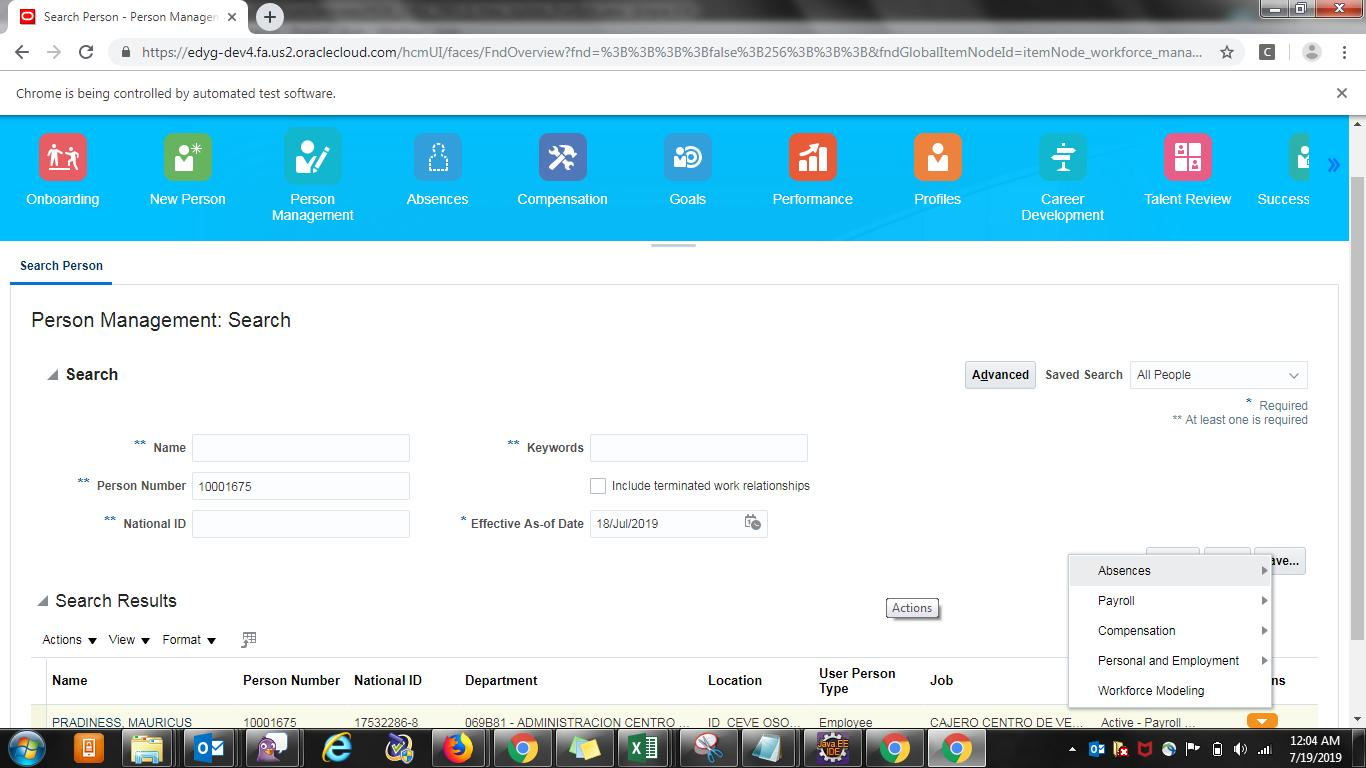 Search Person - Person Managen
https://edyg-dev4.fa.us2.oraclecloud.com/hcmUI/faces/FndOverview?fnd=%3B%3B%3B%3Bfalse%3B256%3B%3B%3B&fndGlobalItemNodeId=itemNode_workforce_mana...
C
Chrome is being controlled by automated test software.
Onboarding
New Person
Person Management
Absences
Compensation
Goals
Performance
Profiles
Career Development
Talent Review
Success
Search Person
Person Management: Search
Search
Advanced Saved Search All People
* Required
** At least one is required
** Name
** Keywords
** Person Number 10001675
Include terminated work relationships
** National ID
* Effective As-of Date 18/Jul/2019
ave...
Absences
Payroll
Compensation
Personal and Employment
Workforce Modeling
Search Results
Actions
Actions View Format
Name Person Number National ID Department Location User Person Type Job ns
PRADINESS, MAURICUS 10001675 17532286-8 069B81 - ADMINISTRACION CENTRO ... ID_CEVE OSO... Employee CAJERO CENTRO DE VE... Active - Payroll ...
Java EE
IDE
12:04 AM
7/19/2019